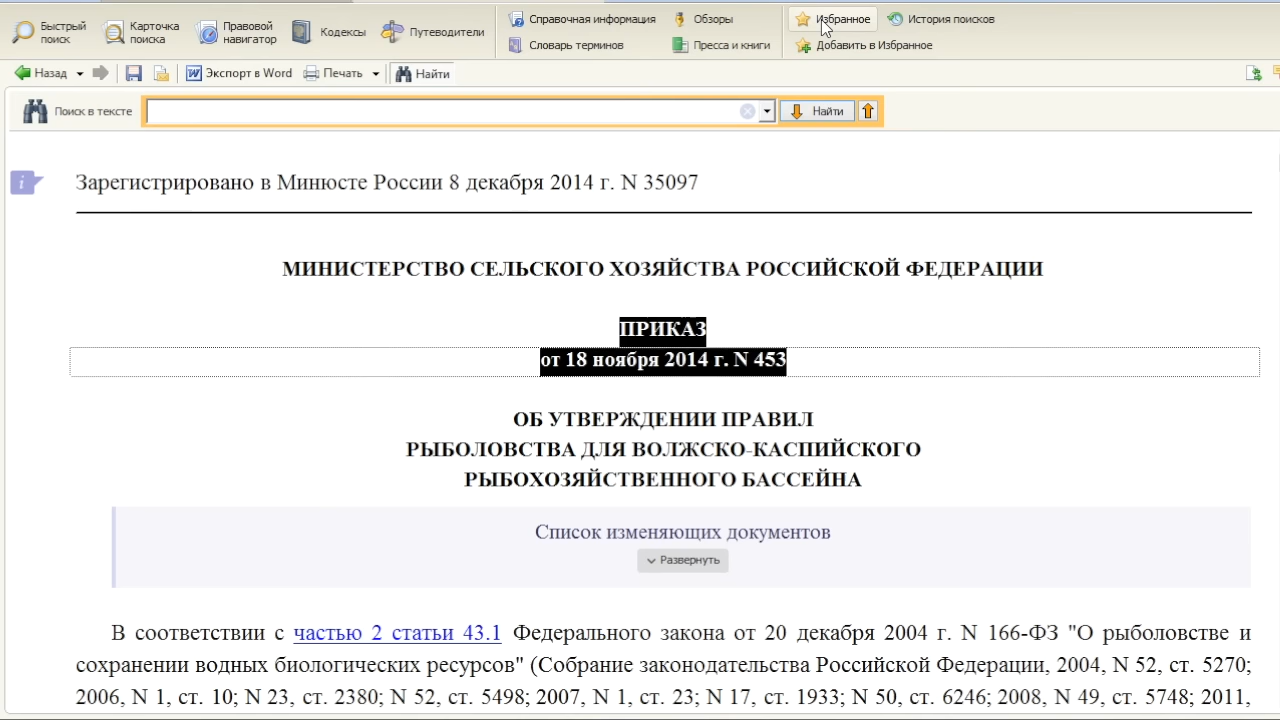 Быстрый поиск
Карточка поиска
Правовой навигатор
Кодексы
Путеводители
Справочная информация
Обзоры
Избранное
История поисков
Словарь терминов
Пресса и книги
Добавить в Избранное
Назад
Экспорт в Word
Печать
Найти
Поиск в тексте
Найти
Зарегистрировано в Минюсте России 8 декабря 2014 г. N 35097
МИНИСТЕРСТВО СЕЛЬСКОГО ХОЗЯЙСТВА РОССИЙСКОЙ ФЕДЕРАЦИИ
ПРИКАЗ
от 18 ноября 2014 г. N 453
ОБ УТВЕРЖДЕНИИ ПРАВИЛ
РЫБОЛОВСТВА ДЛЯ ВОЛЖСКО-КАСПИЙСКОГО
РЫБОХОЗЯЙСТВЕННОГО БАССЕЙНА
Список изменяющих документов
Развернуть
В соответствии с частью 2 статьи 43.1 Федерального закона от 20 декабря 2004 г. N 166-ФЗ "О рыболовстве и
сохранении водных биологических ресурсов" (Собрание законодательства Российской Федерации, 2004, N 52, ст. 5270;
2006, N 1, ст. 10; N 23, ст. 2380; N 52, ст. 5498; 2007, N 1, ст. 23; N 17, ст. 1933; N 50, ст. 6246; 2008, N 49, ст. 5748; 2011,